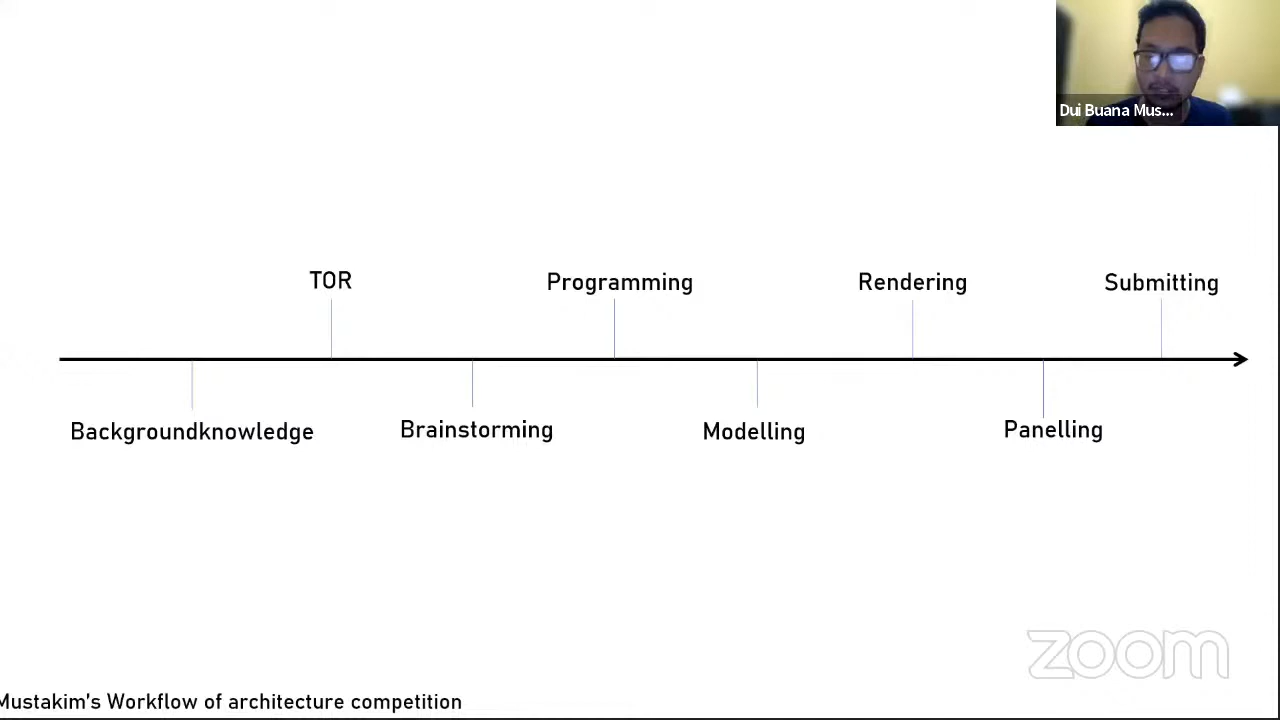 Dui Buana Mus...
TOR
Programming
Rendering
Submitting
Backgroundknowledge
Brainstorming
Modelling
Panelling
zoom
Mustakim's Workflow of architecture competition